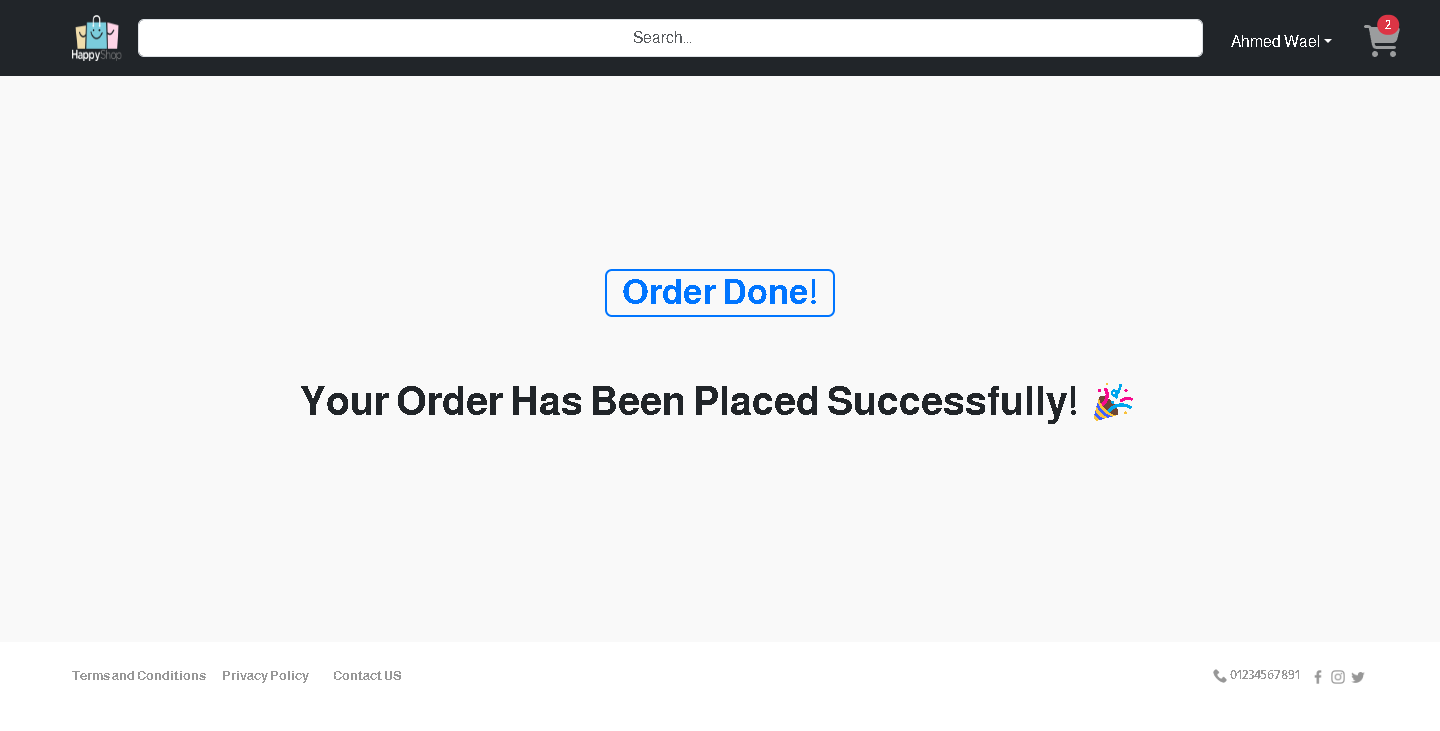 HappyShop
Search...
Ahmed Wael
2
Order Done!
Your Order Has Been Placed Successfully! 🎉
Terms and Conditions Privacy Policy Contact US
01234567891